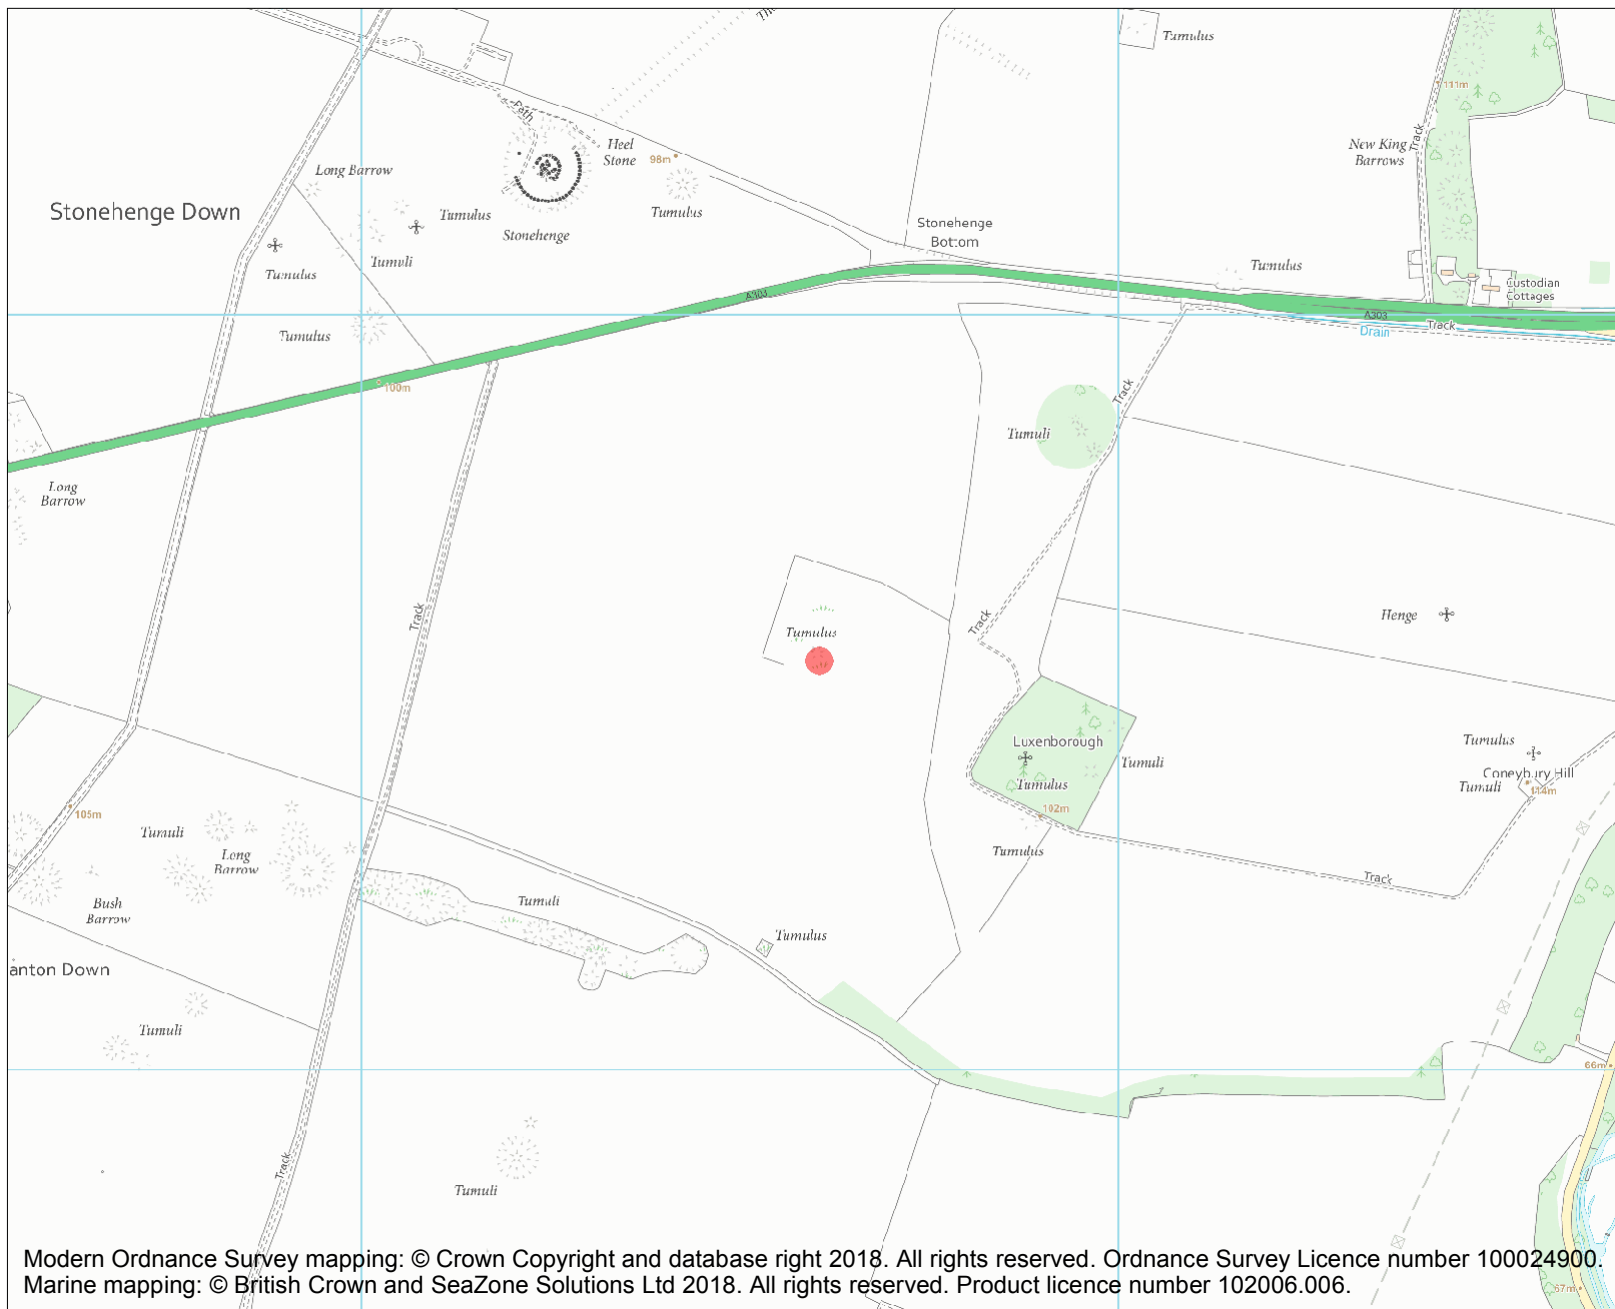 Tumulus
Path
111m
Heel
Stone
98m
Track
New King
Barrows
Long Barrow
Stonehenge Down
Tumulus
Tumulus
Stonehenge
Stonehenge
Bottom
Tumuli
Tumulus
Tumulus
Custodian
Cottages
A303
A303
Track
Drain
Tumulus
100m
Track
Tumuli
Long
Barrow
Track
Track
Henge
Tumulus
Luxenborough
Tumuli
Tumulus
Tumulus
Coneybury Hill
Tumuli
114m
102m
105m
Tumuli
Long
Barrow
Tumulus
Track
Bush
Barrow
Tumuli
Tumulus
anton Down
Tumuli
66m
Track
Tumuli
Modern Ordnance Survey mapping: © Crown Copyright and database right 2018. All rights reserved. Ordnance Survey Licence number 100024900.
Marine mapping: © British Crown and SeaZone Solutions Ltd 2018. All rights reserved. Product licence number 102006.006.
67m